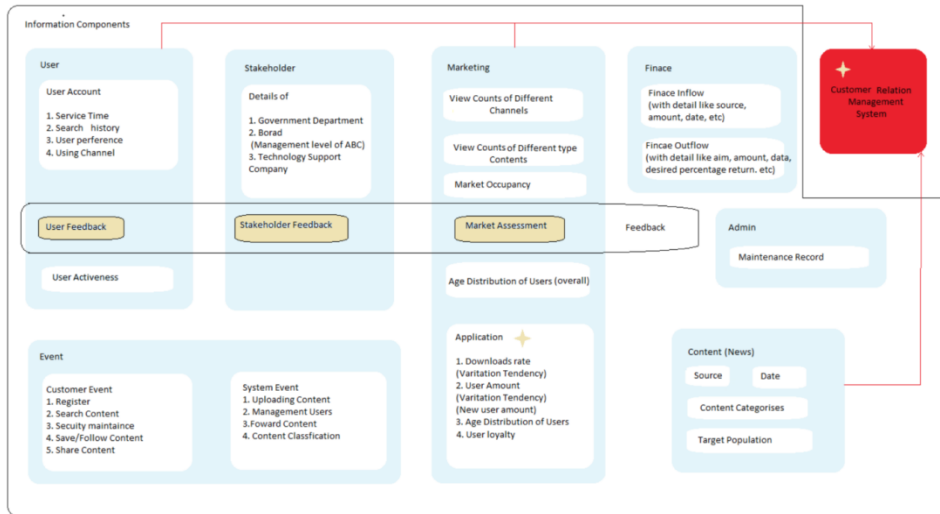 Information Components
User
User Account
1. Service Time
2. Search history
3. User perference
4. Using Channel
User Feedback
User Activeness
Stakeholder
Details of
1. Government Department
2. Borad
(Management level of ABC)
3. Technology Support
Company
Stakeholder Feedback
Marketing
View Counts of Different
Channels
View Counts of Different type
Contents
Market Occupancy
Market Assessment
Age Distribution of Users (overall)
Application
1. Downloads rate
(Varitation Tendency)
2. User Amount
(Varitation Tendency)
(New user amount)
3. Age Distribution of Users
4. User loyalty
Finace
Finace Inflow
(with detail like source,
amount, date, etc)
Fincae Outflow
(with detail like aim, amount, data,
desired percentage return. etc)
Feedback
Customer Relation
Management
System
Admin
Maintenance Record
Event
Customer Event
1. Register
2. Search Content
3. Secuity maintaince
4. Save/Follow Content
5. Share Content
System Event
1. Uploading Content
2. Management Users
3.Foward Content
4. Content Classfication
Content (News)
Source
Date
Content Categorises
Target Population